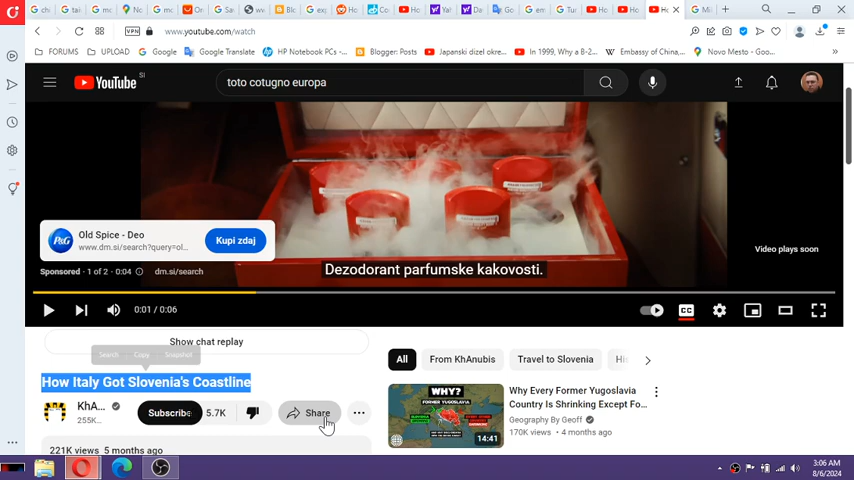 www.youtube.com/watch
FORUMS
UPLOAD
Google
Google Translate
HP Notebook PCs -...
Blogger: Posts
Japanski dizel okre...
In 1999, Why a B-2...
Embassy of China,...
Novo Mesto - Goo...
YouTube SI
toto cotugno europa
P&G
Old Spice - Deo
www.dm.si/search?query=ol...
Kupi zdaj
Video plays soon
Dezodorant parfumske kakovosti.
Sponsored · 1 of 2 · 0:04
dm.si/search
0:01 / 0:06
Show chat replay
Search Copy Snapshot
How Italy Got Slovenia's Coastline
KhA...
255K...
Subscribe
5.7K
Share
221K views 5 months ago
All
From KhAnubis
Travel to Slovenia
WHY?
14:41
Why Every Former Yugoslavia
Country Is Shrinking Except Fo...
Geography By Geoff
170K views · 4 months ago
3:06 AM
8/6/2024